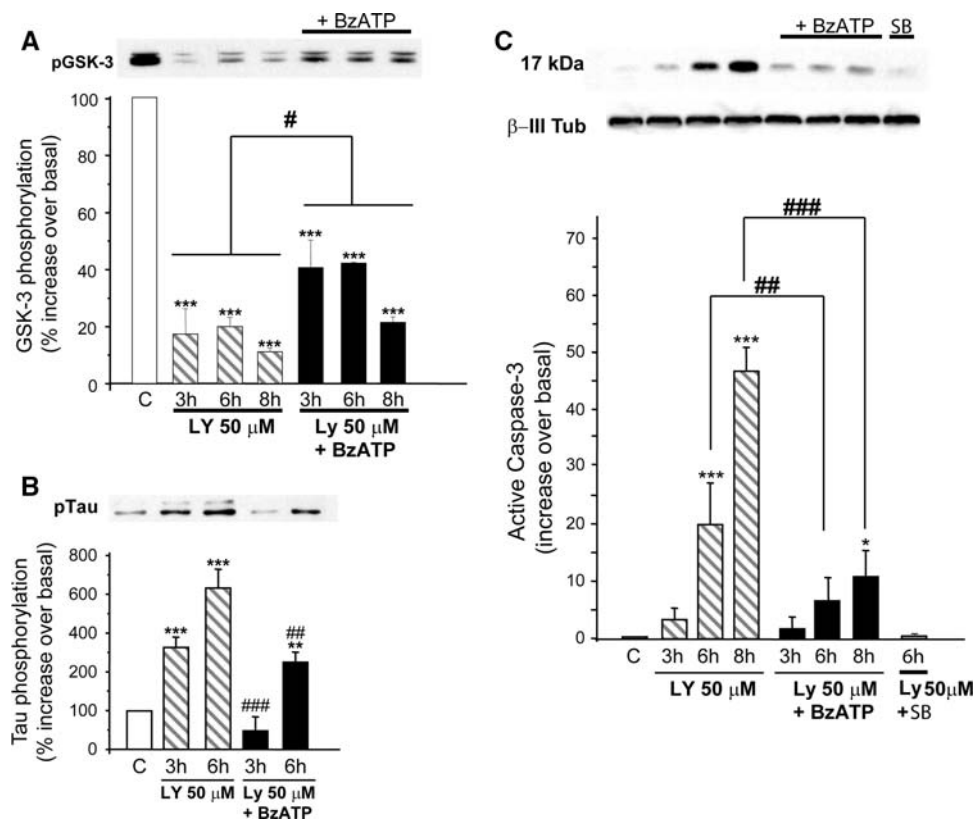 A
+ BzATP
pGSK-3
GSK-3 phosphorylation
(% increase over basal)
100
80
60
40
20
0
#
***
***
***
***
***
***
C
3h
6h
8h
3h
6h
8h
LY 50 μM
Ly 50 μM
+ BzATP
B
pTau
Tau phosphorylation
(% increase over basal)
800
600
400
200
100
0
***
***
###
##
**
C
3h
6h
3h
6h
LY 50 μM
Ly 50 μM
+ BzATP
C
+ BzATP
SB
17 kDa
β-III Tub
Active Caspase-3
(increase over basal)
70
60
50
40
30
20
10
0
###
##
***
***
*
C
3h
6h
8h
3h
6h
8h
6h
LY 50 μM
Ly 50 μM
+ BzATP
Ly 50μM
+SB